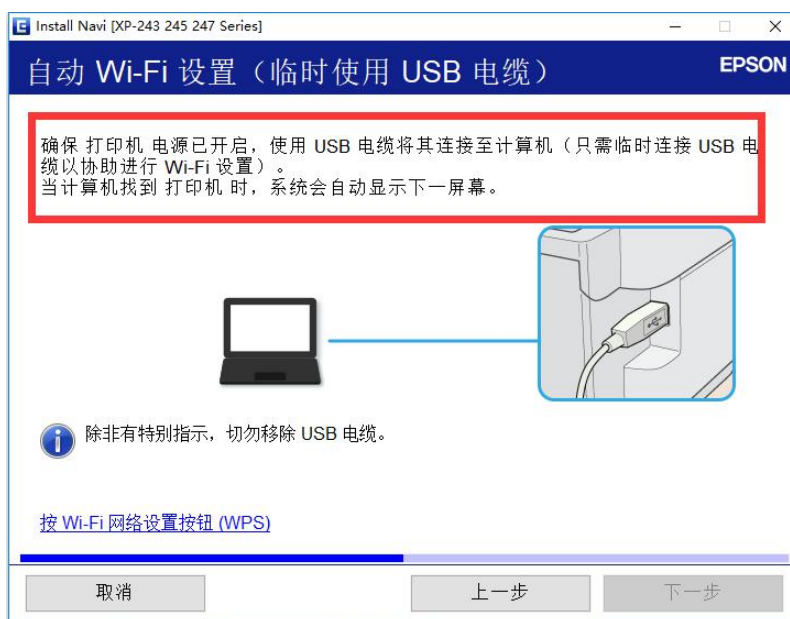 Install Navi [XP-243 245 247 Series]
自动 Wi-Fi 设置（临时使用 USB 电缆）
EPSON
确保 打印机 电源已开启，使用 USB 电缆将其连接至计算机（只需临时连接 USB 电
缆以协助进行 Wi-Fi 设置）。
当计算机找到 打印机 时，系统会自动显示下一屏幕。
除非有特别指示，切勿移除 USB 电缆。
按 Wi-Fi 网络设置按钮 (WPS)
取消
上一步
下一步